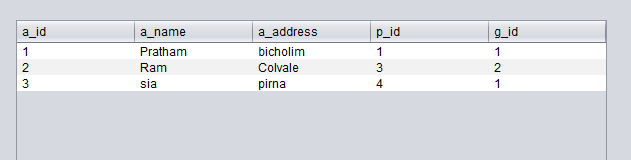 a_id a_name a_address p_id g_id
1 Pratham bicholim 1 1
2 Ram Colvale 3 2
3 sia pirna 4 1